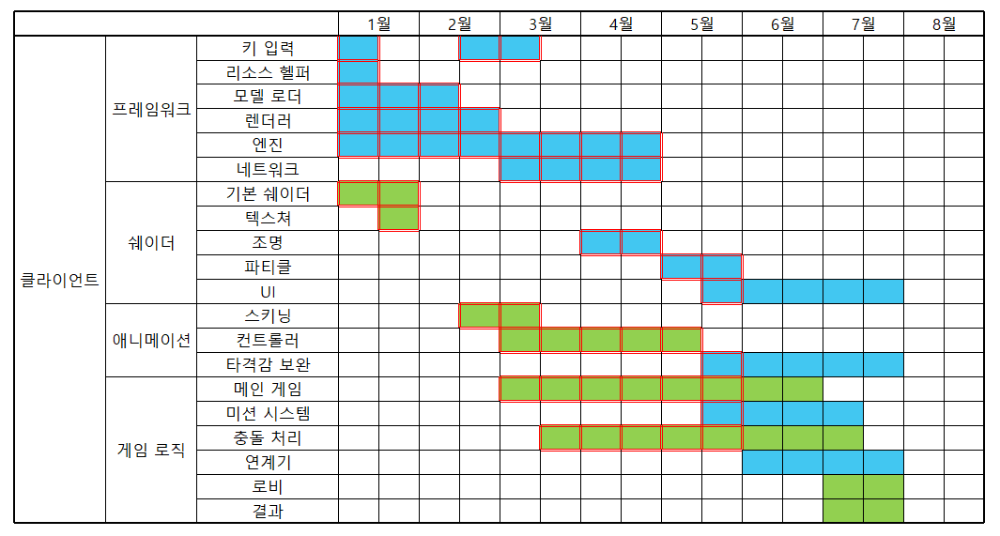 1월 2월 3월 4월 5월 6월 7월 8월
클라이언트
프레임워크
키 입력
리소스 헬퍼
모델 로더
렌더러
엔진
네트워크
쉐이더
기본 쉐이더
텍스쳐
조명
파티클
UI
애니메이션
스키닝
컨트롤러
타격감 보완
게임 로직
메인 게임
미션 시스템
충돌 처리
연계기
로비
결과